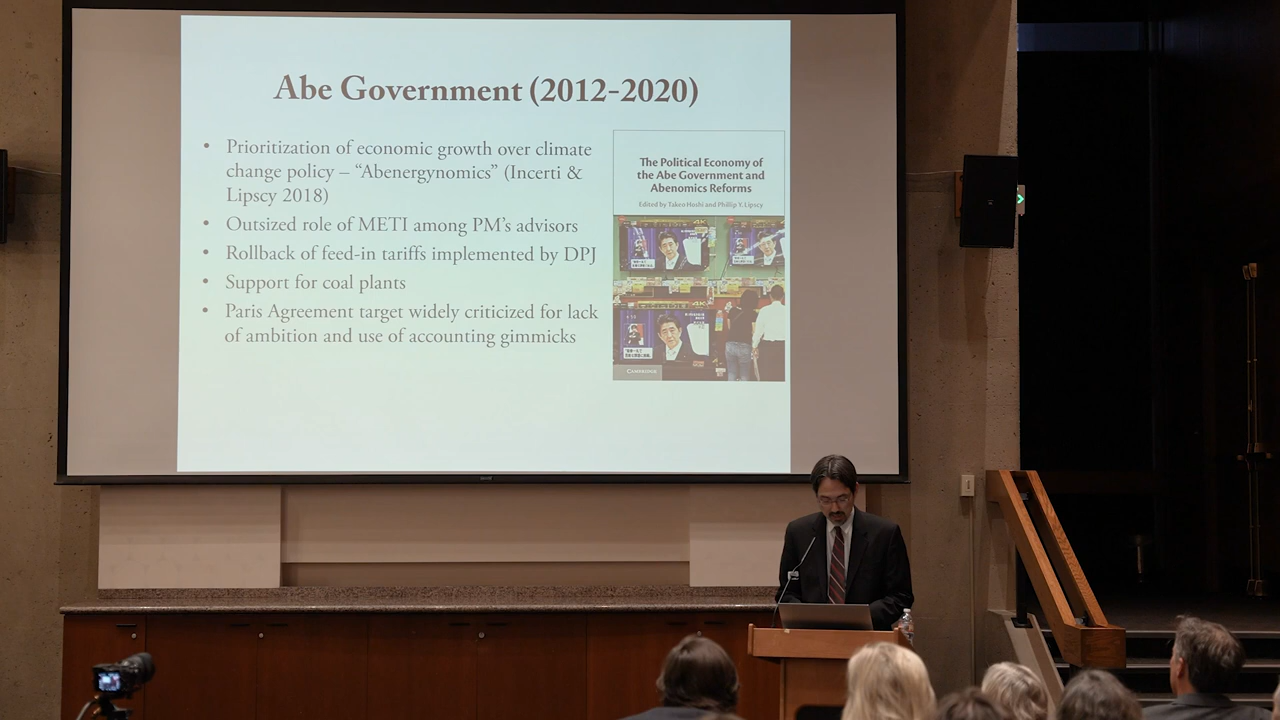 Abe Government (2012-2020)
• Prioritization of economic growth over climate
change policy – “Abenergynomics” (Incerti &
Lipscy 2018)
• Outsized role of METI among PM’s advisors
• Rollback of feed-in tariffs implemented by DPJ
• Support for coal plants
• Paris Agreement target widely criticized for lack
of ambition and use of accounting gimmicks
The Political Economy of
the Abe Government and
Abenomics Reforms
Edited by Takeo Hoshi and Phillip Y. Lipscy
4K
4K
CAMBRIDGE